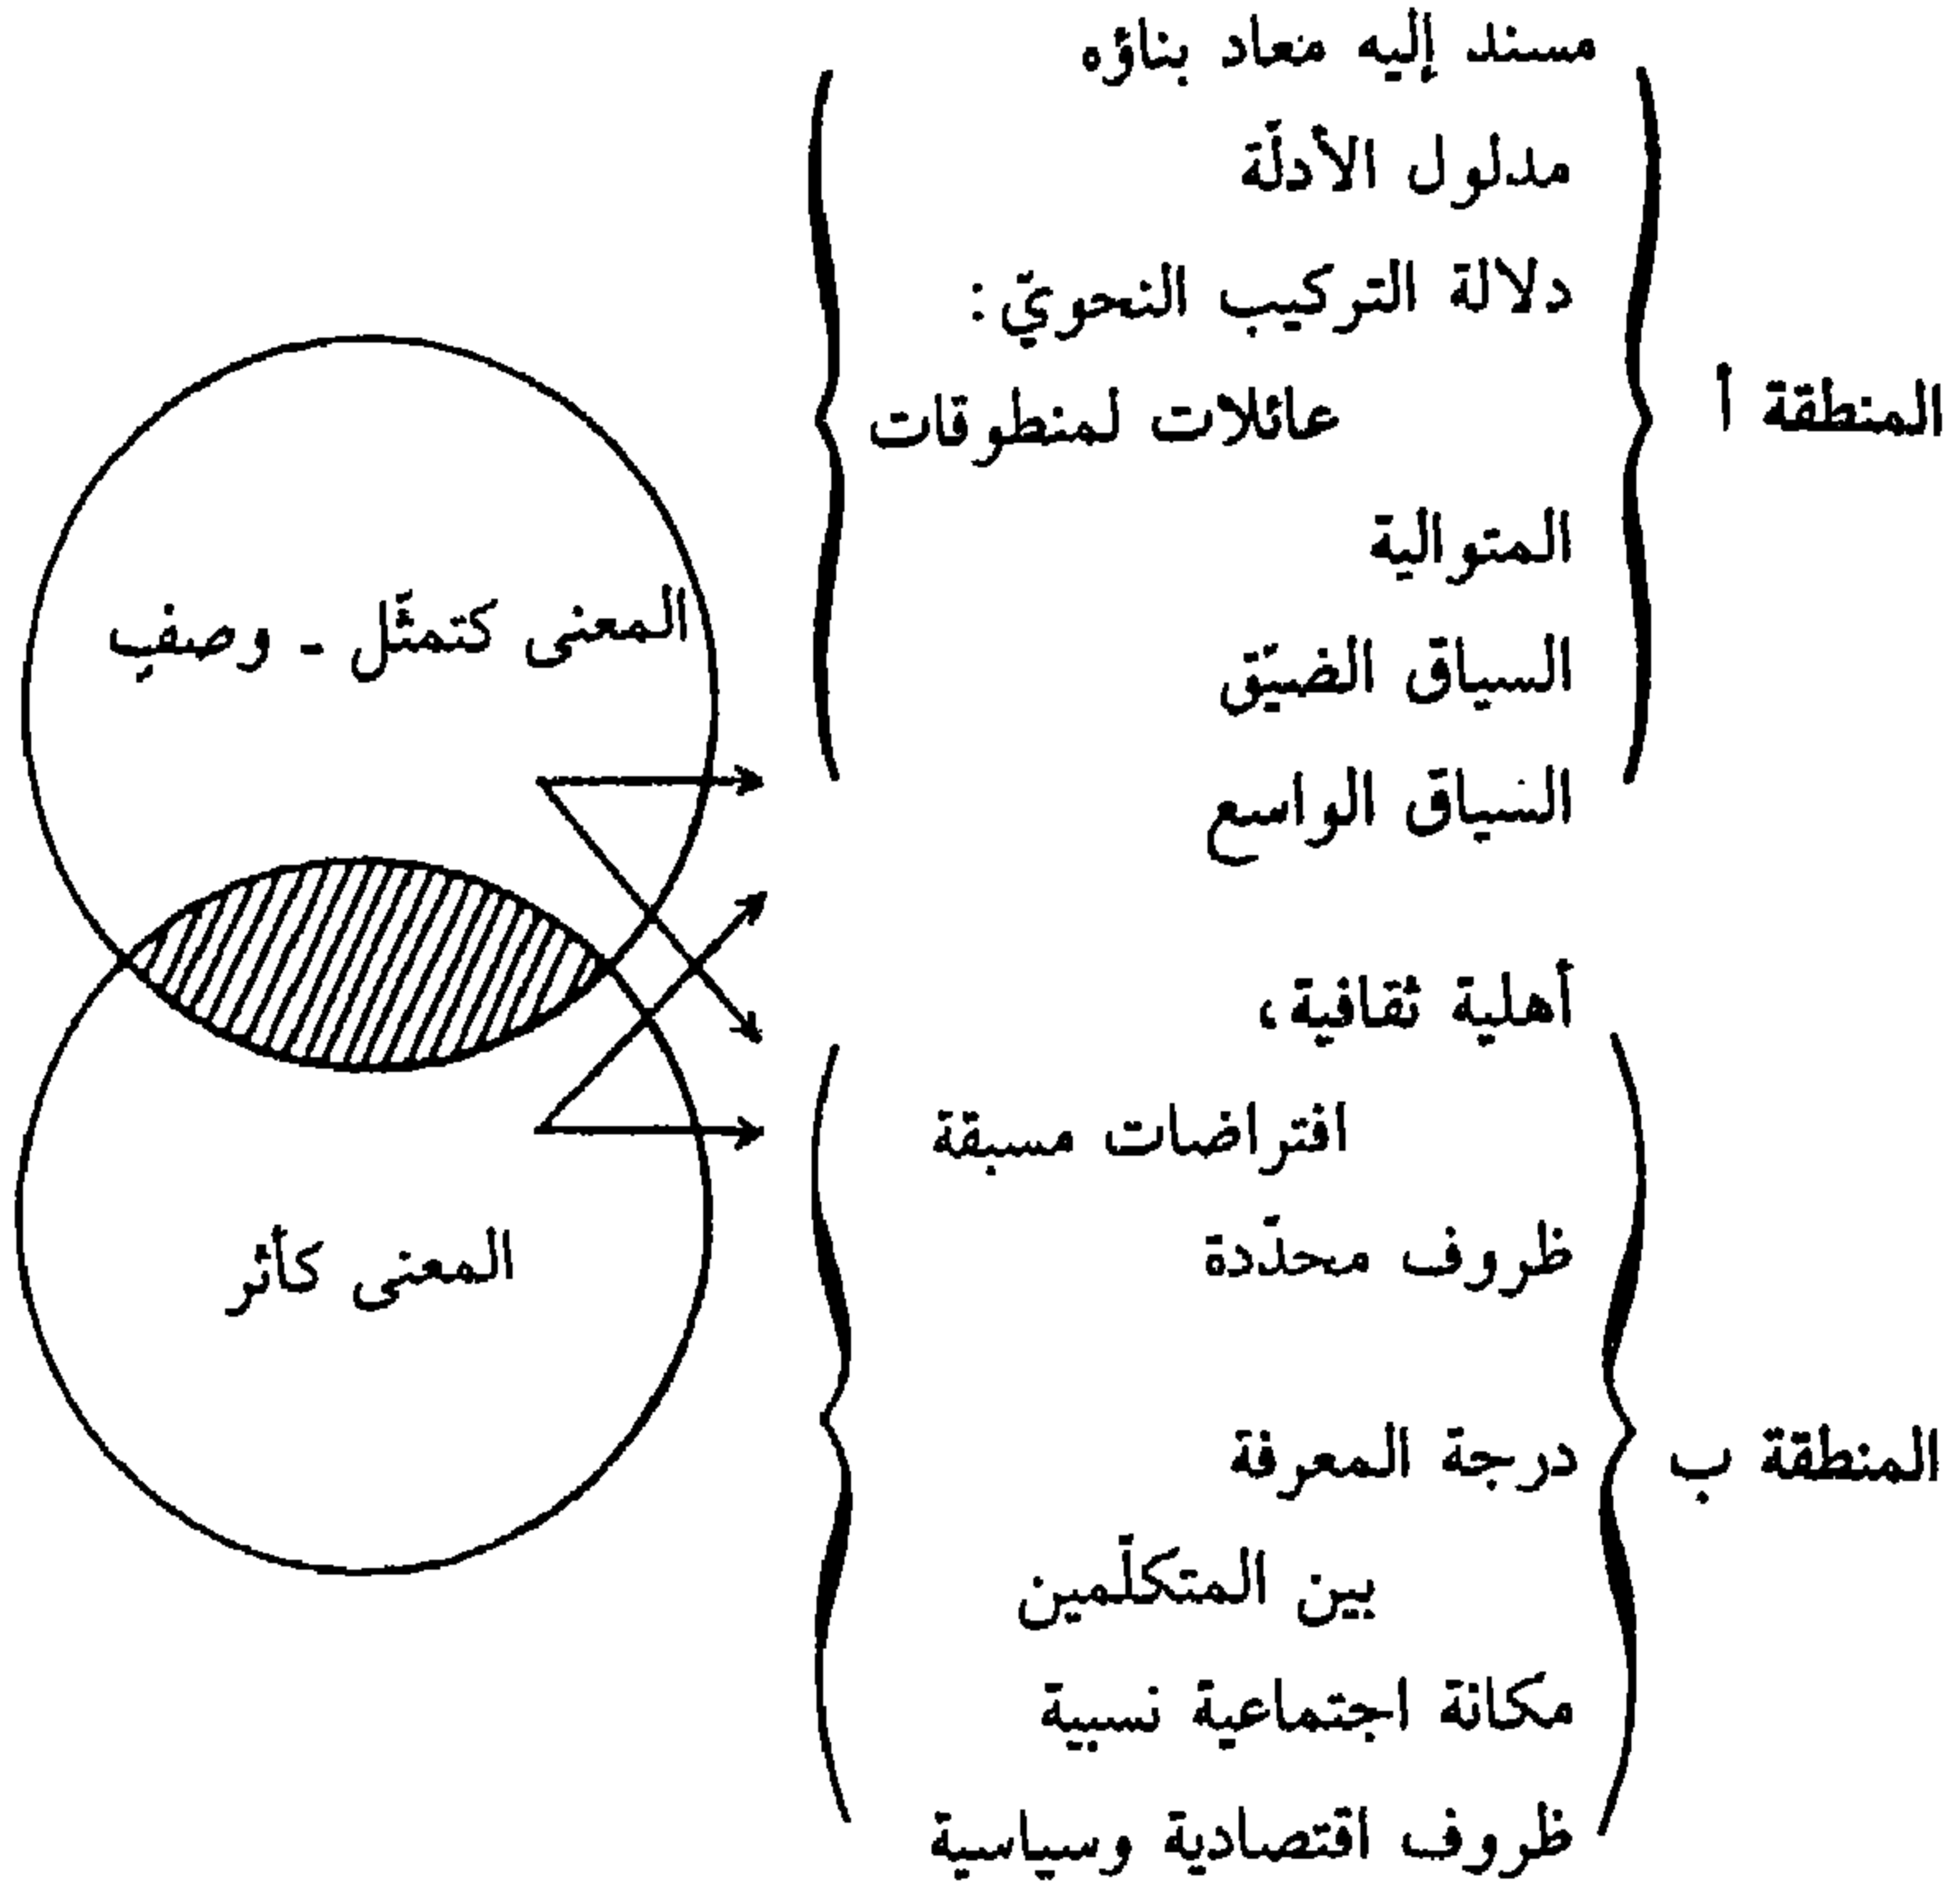 مسند إليه معاد بناؤه
مدلول الأدلّة
دلالة التركيب النحويّ:
عائلات لمنطوقات
المنطقة أ
المتوالية
السياق الضيّق
السياق الواسع
المعنى كتمثّل - وصفي
أهلية ثقافية،
افتراضات مسبقة
ظروف محدّدة
المعنى كأثر
درجة المعرفة
المنطقة ب
بين المتكلّمين
مكانة اجتماعية نسبية
ظروف اقتصادية وسياسية